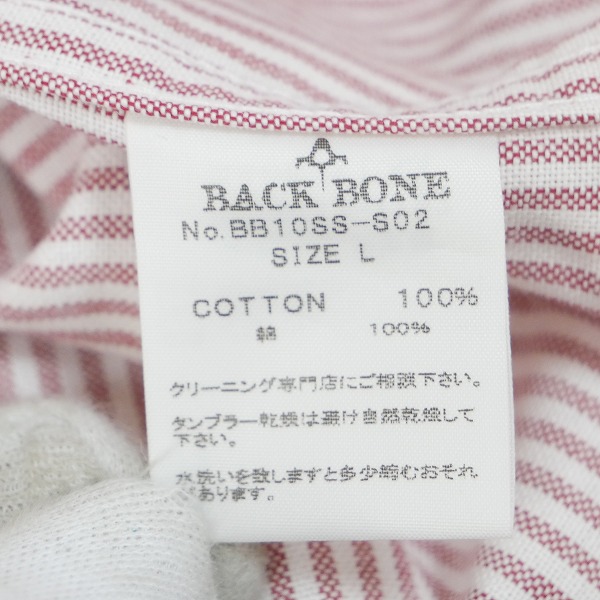 BACK BONE
No.BB10SS-S02
SIZE L
COTTON 100%
綿 100%
クリーニング専門店にご相談下さい。
タンブラー乾燥は避け自然乾燥して
下さい。
水洗いを致しますと多少縮むおそれ
があります。